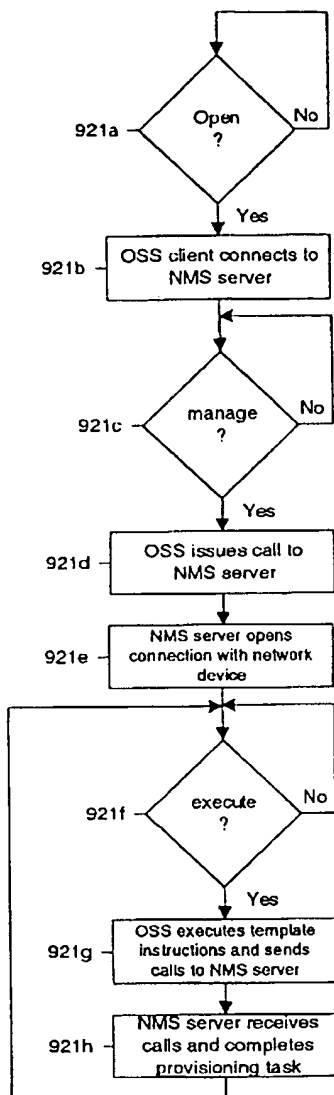 Open
?
No
921a
Yes
OSS client connects to
NMS server
921b
manage
?
No
921c
Yes
OSS issues call to
NMS server
921d
NMS server opens
connection with network
device
921e
execute
?
No
921f
Yes
OSS executes template
instructions and sends
calls to NMS server
921g
NMS server receives
calls and completes
provisioning task
921h